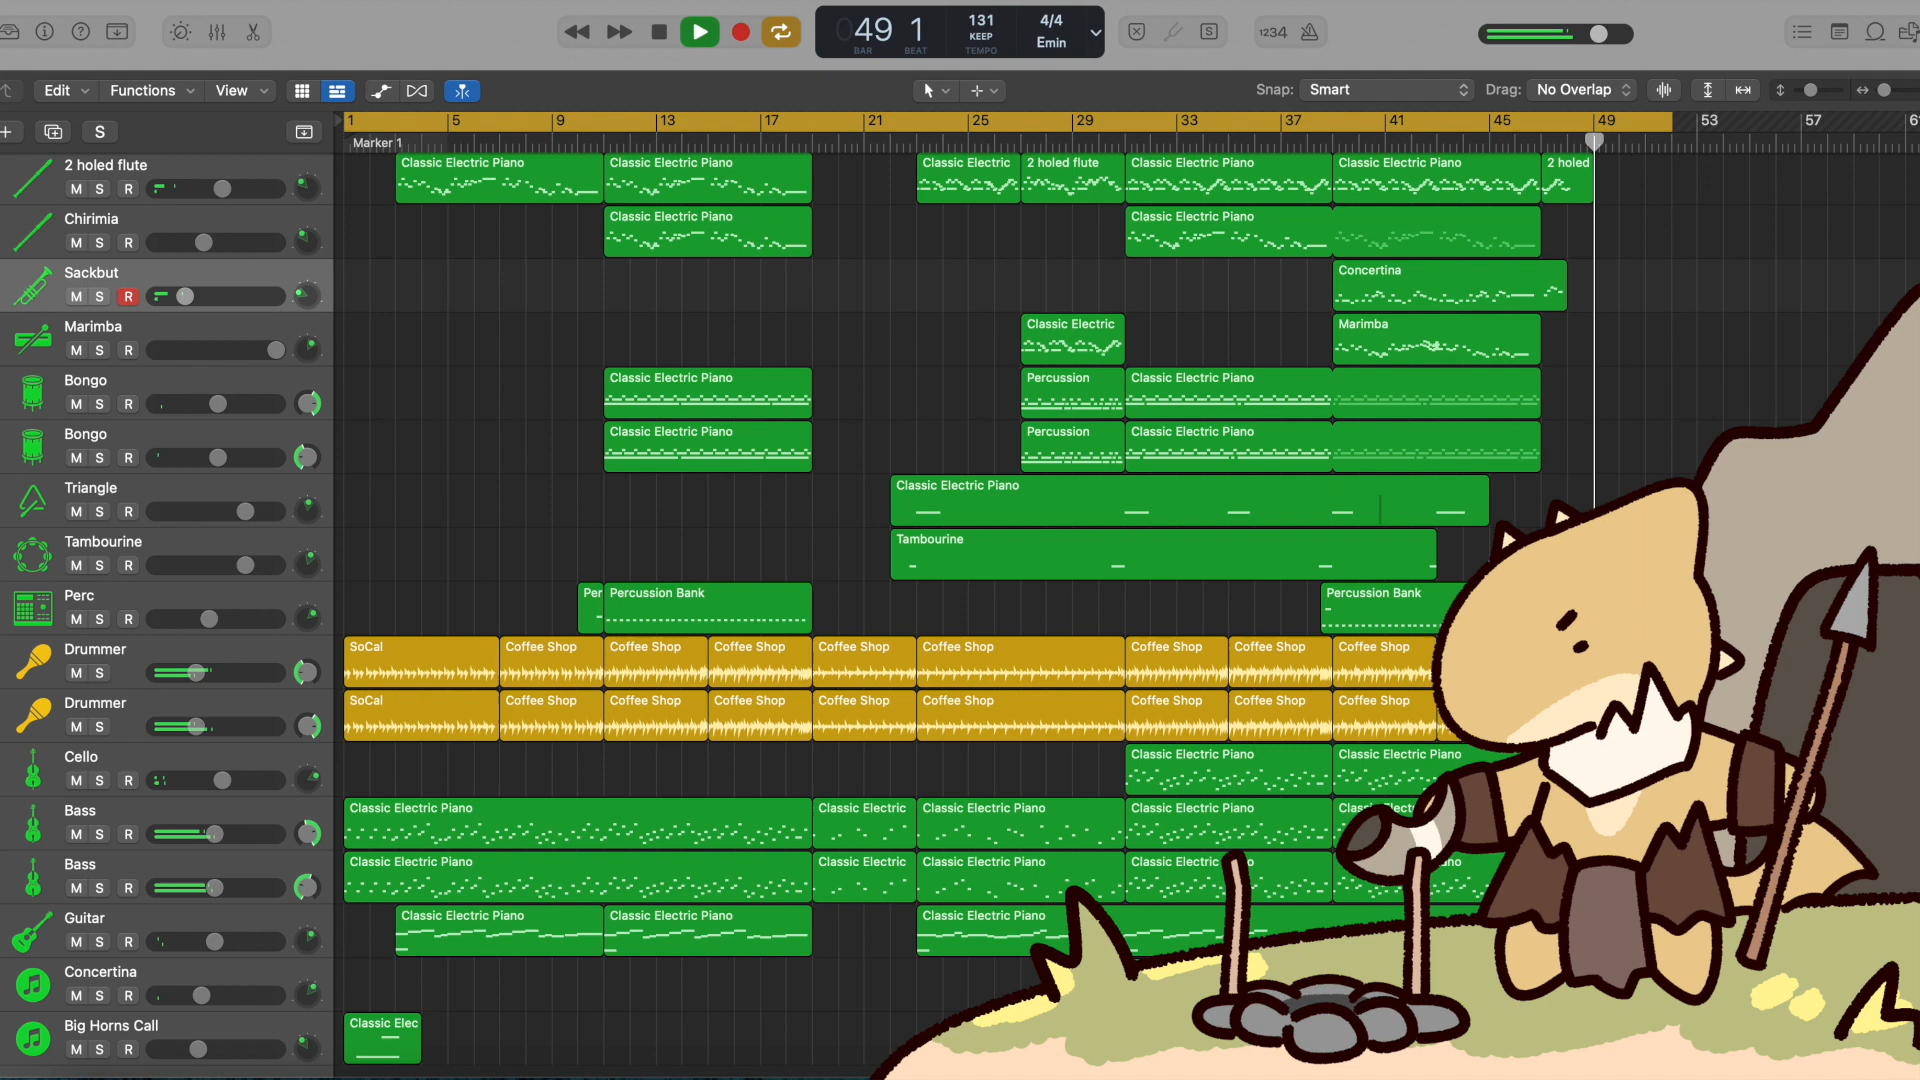 049 1
BAR BEAT
131
KEEP
TEMPO
4/4
Emin
S
1234
Edit Functions View
Snap: Smart Drag: No Overlap
S
1 5 9 13 17 21 25 29 33 37 41 45 49 53 57 61
Marker 1
2 holed flute
M S R
Classic Electric Piano Classic Electric Piano Classic Electric 2 holed flute Classic Electric Piano Classic Electric Piano 2 holed
Chirimia
M S R
Classic Electric Piano Classic Electric Piano
Sackbut
M S R
Concertina
Marimba
M S R
Classic Electric Marimba
Bongo
M S R
Classic Electric Piano Percussion Classic Electric Piano
Bongo
M S R
Classic Electric Piano Percussion Classic Electric Piano
Triangle
M S R
Classic Electric Piano
Tambourine
M S R
Tambourine
Perc
M S R
Per Percussion Bank Percussion Bank
Drummer
M S
SoCal Coffee Shop Coffee Shop Coffee Shop Coffee Shop Coffee Shop Coffee Shop Coffee Shop Coffee Shop
Drummer
M S
SoCal Coffee Shop Coffee Shop Coffee Shop Coffee Shop Coffee Shop Coffee Shop Coffee Shop Coffee Shop
Cello
M S R
Classic Electric Piano Classic Electric Piano
Bass
M S R
Classic Electric Piano Classic Electric Classic Electric Piano Classic Electric Piano Classic Elect
Bass
M S R
Classic Electric Piano Classic Electric Classic Electric Piano Classic Electric
Guitar
M S R
Classic Electric Piano Classic Electric Piano Classic Electric Piano
Concertina
M S R
Big Horns Call
M S R
Classic Elec